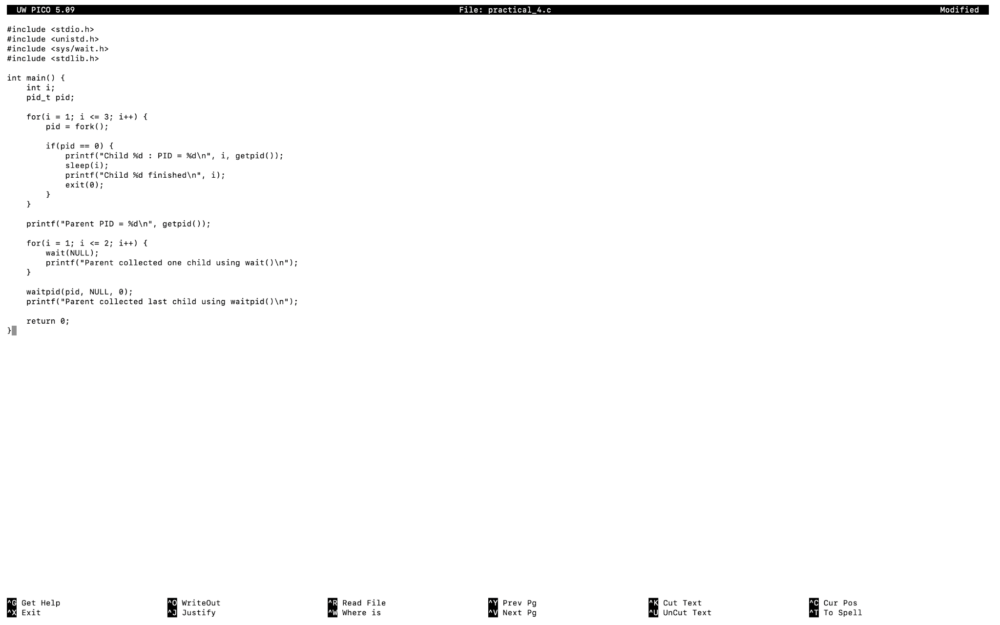 UW PICO 5.09 File: practical_4.c Modified
#include <stdio.h>
#include <unistd.h>
#include <sys/wait.h>
#include <stdlib.h>
int main() {
    int i;
    pid_t pid;
    for(i = 1; i <= 3; i++) {
        pid = fork();
        if(pid == 0) {
            printf("Child %d : PID = %d\n", i, getpid());
            sleep(i);
            printf("Child %d finished\n", i);
            exit(0);
        }
    }
    printf("Parent PID = %d\n", getpid());
    for(i = 1; i <= 2; i++) {
        wait(NULL);
        printf("Parent collected one child using wait()\n");
    }
    waitpid(pid, NULL, 0);
    printf("Parent collected last child using waitpid()\n");
    return 0;
}
^G Get Help ^O WriteOut ^R Read File ^Y Prev Pg ^K Cut Text ^C Cur Pos
^X Exit ^J Justify ^W Where is ^V Next Pg ^U UnCut Text ^T To Spell